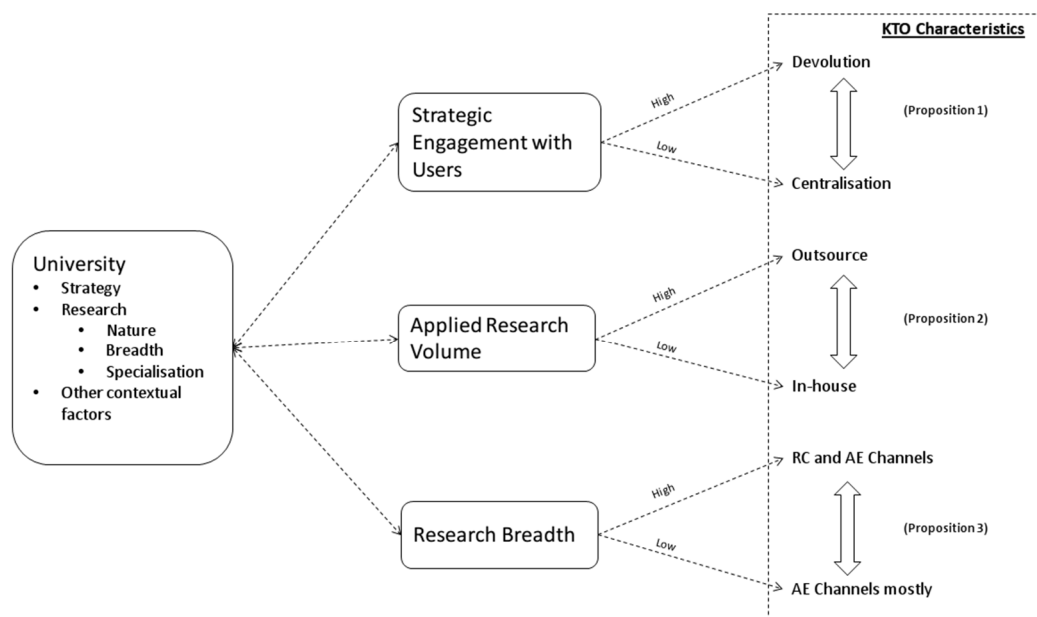 KTO Characteristics
Devolution
High
(Proposition 1)
Strategic
Engagement with
Users
Low
Centralisation
University
• Strategy
• Research
• Nature
• Breadth
• Specialisation
• Other contextual
factors
Outsource
High
Applied Research
Volume
(Proposition 2)
Low
In-house
RC and AE Channels
High
Research Breadth
(Proposition 3)
Low
AE Channels mostly